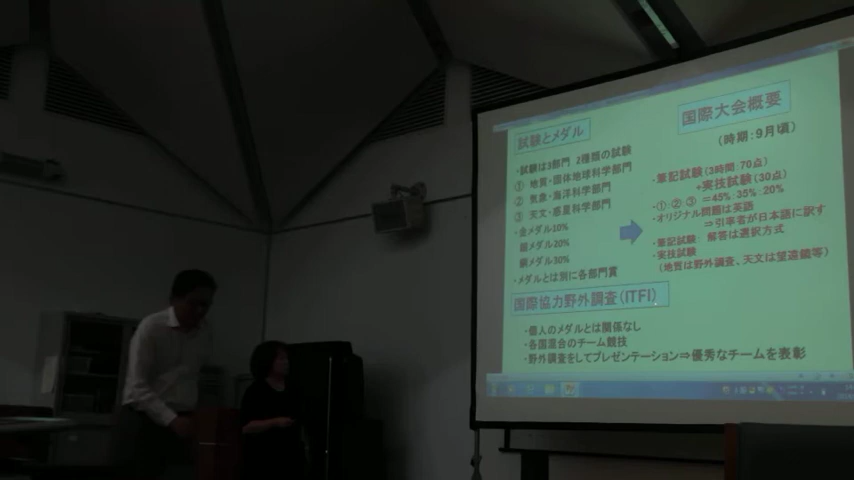 国際大会概要
(時期:9月頃)
試験とメダル
・試験は3部門 2種類の試験
① 地質・固体地球科学部門
② 気象・海洋科学部門
③ 天文・惑星科学部門
・金メダル10%
銀メダル20%
銅メダル30%
・メダルとは別に各部門賞
・筆記試験(3時間:70点)
+実技試験(30点)
・① ② ③ =45%:35%:20%
・オリジナル問題は英語
⇒引率者が日本語に訳す
・筆記試験 解答は選択方式
・実技試験
(地質は野外調査、天文は望遠鏡等)
国際協力野外調査(ITFI)
・個人のメダルとは関係なし
・各国混合のチーム競技
・野外調査をしてプレゼンテーション⇒優秀なチームを表彰